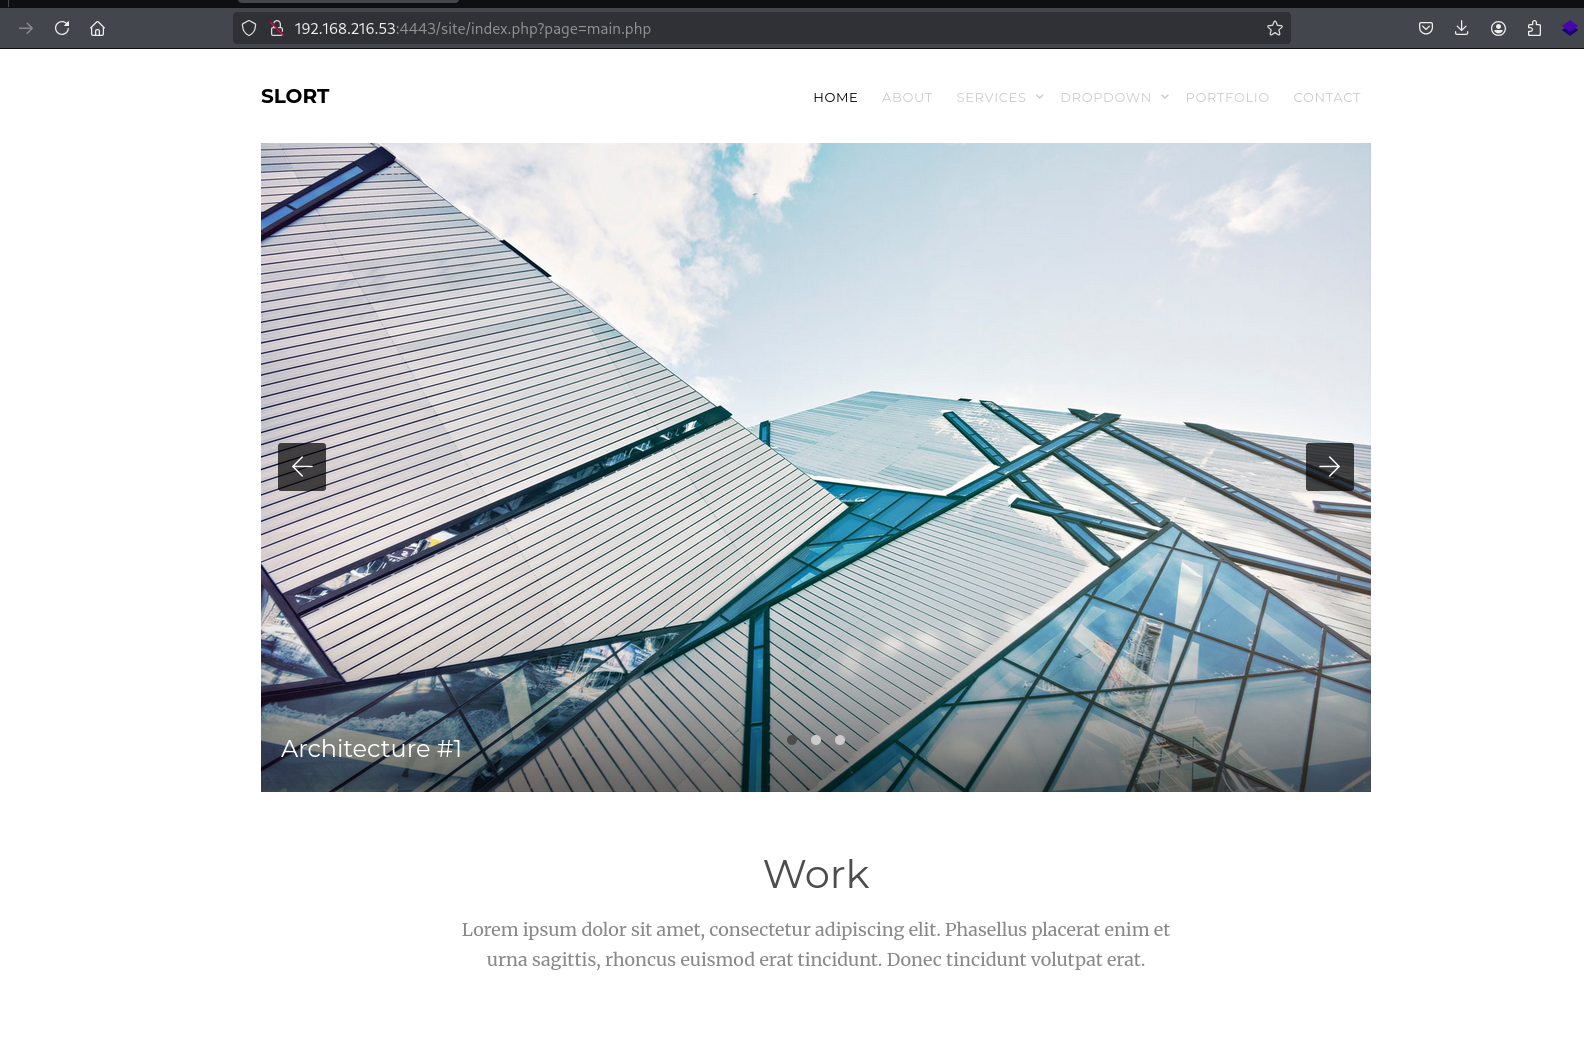 192.168.216.53:4443/site/index.php?page=main.php
SLORT
HOME ABOUT SERVICES DROPDOWN PORTFOLIO CONTACT
Architecture #1
Work
Lorem ipsum dolor sit amet, consectetur adipiscing elit. Phasellus placerat enim et
urna sagittis, rhoncus euismod erat tincidunt. Donec tincidunt volutpat erat.